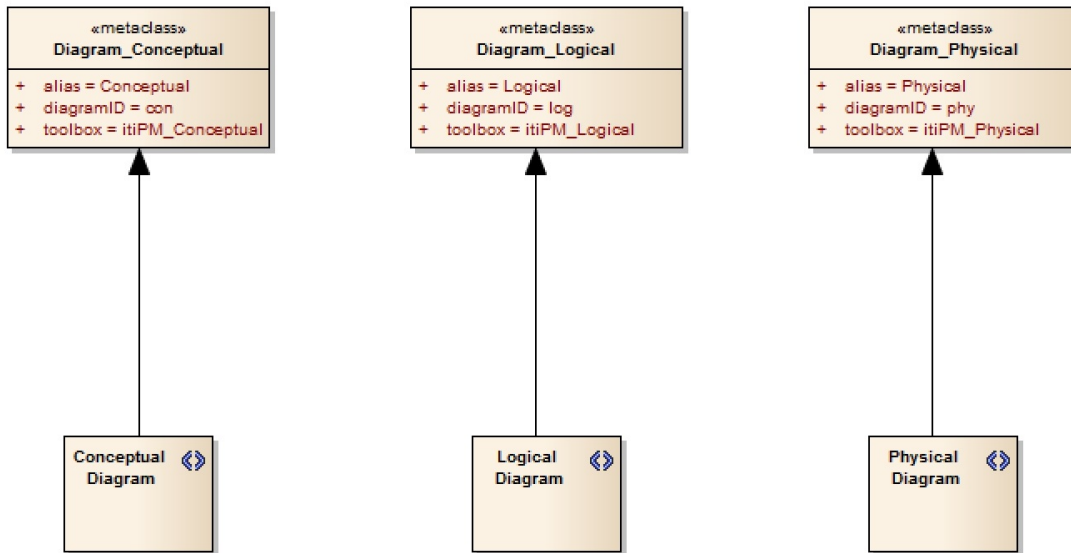 «metaclass»
Diagram_Conceptual
+ alias = Conceptual
+ diagramID = con
+ toolbox = itiPM_Conceptual
«metaclass»
Diagram_Logical
+ alias = Logical
+ diagramID = log
+ toolbox = itiPM_Logical
«metaclass»
Diagram_Physical
+ alias = Physical
+ diagramID = phy
+ toolbox = itiPM_Physical
Conceptual
Diagram
Logical
Diagram
Physical
Diagram